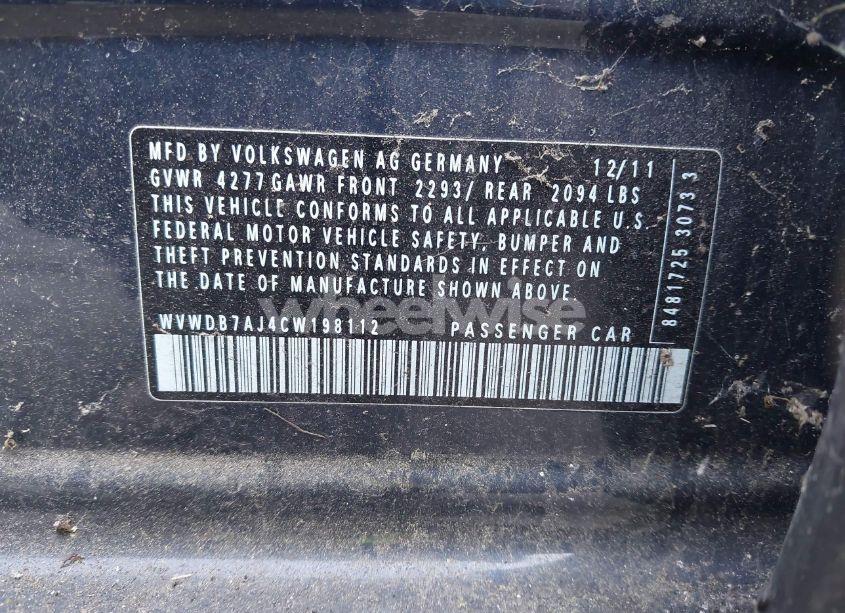 MFD BY VOLKSWAGEN AG GERMANY 12/11
GVWR 4277 GAWR FRONT 2293/ REAR 2094 LBS
THIS VEHICLE CONFORMS TO ALL APPLICABLE U.S.
FEDERAL MOTOR VEHICLE SAFETY, BUMPER AND
THEFT PREVENTION STANDARDS IN EFFECT ON
THE DATE OF MANUFACTURE SHOWN ABOVE.
WVWDB7AJ4CW198112 PASSENGER CAR
8481725 3073 3
wheelwise